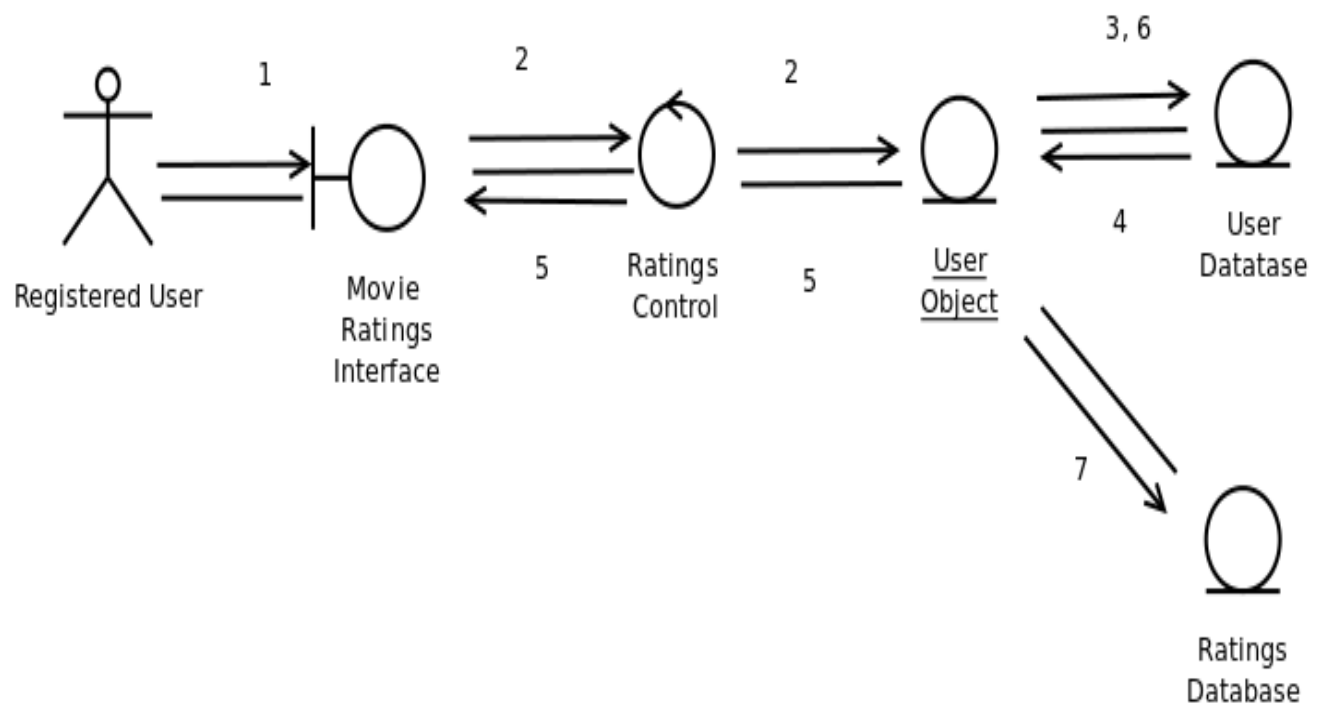 3, 6
1
2
2
5
5
4
7
Registered User
Movie
Ratings
Interface
Ratings
Control
User
Object
User
Datatase
Ratings
Database